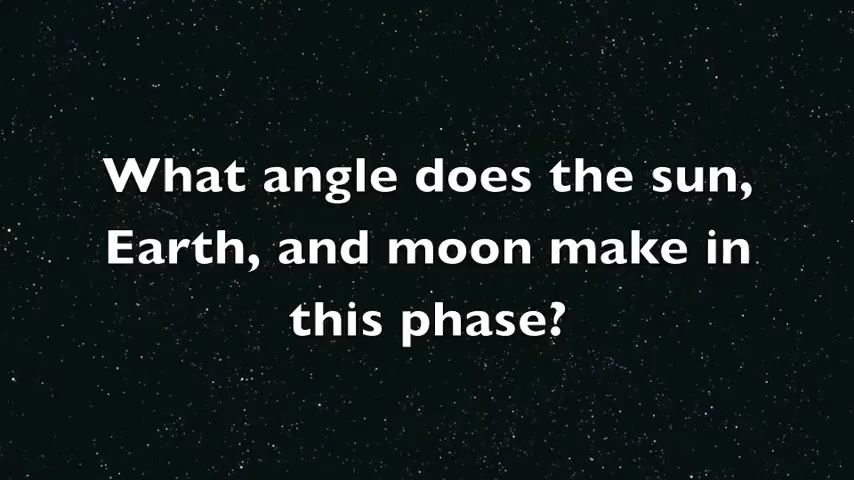 What angle does the sun,
Earth, and moon make in
this phase?